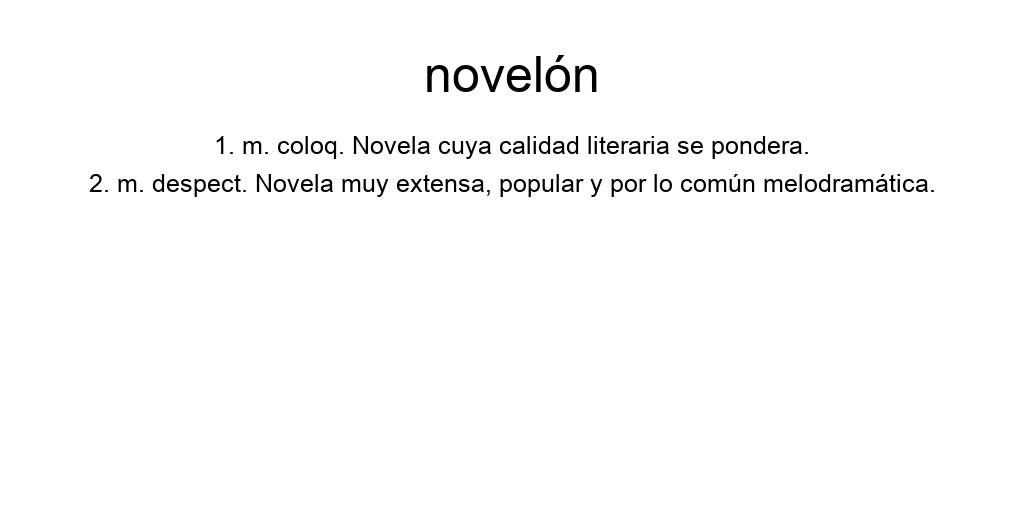 novelón
1. m. coloq. Novela cuya calidad literaria se pondera.
2. m. despect. Novela muy extensa, popular y por lo común melodramática.